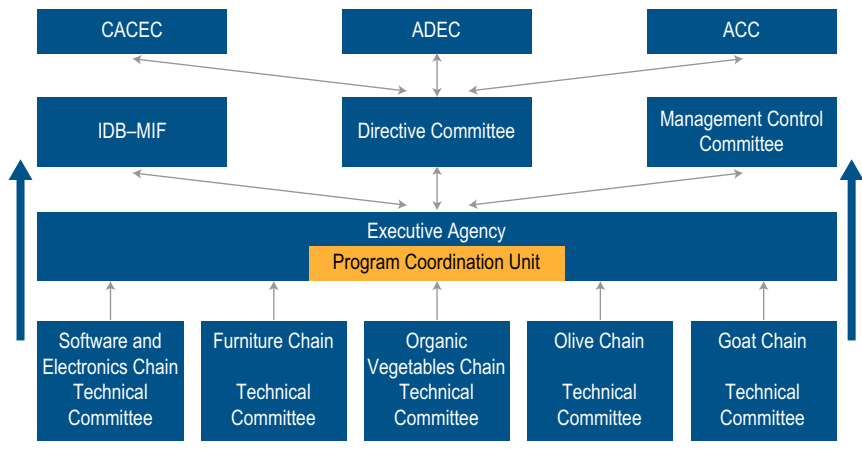 CACEC
ADEC
ACC
IDB–MIF
Directive Committee
Management Control
Committee
Executive Agency
Program Coordination Unit
Software and
Electronics Chain
Technical
Committee
Furniture Chain
Technical
Committee
Organic
Vegetables Chain
Technical
Committee
Olive Chain
Technical
Committee
Goat Chain
Technical
Committee